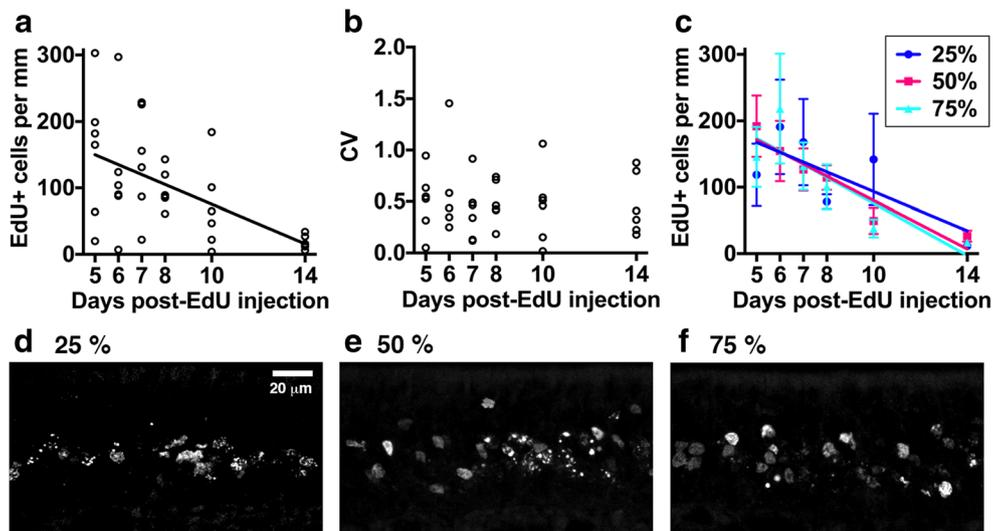 a
EdU+ cells per mm
300
200
100
0
5 6 7 8 10 14
Days post-EdU injection
b
CV
2.0
1.5
1.0
0.5
0.0
5 6 7 8 10 14
Days post-EdU injection
c
EdU+ cells per mm
300
200
100
0
5 6 7 8 10 14
Days post-EdU injection
25%
50%
75%
d 25 %
20 μm
e 50 %
f 75 %